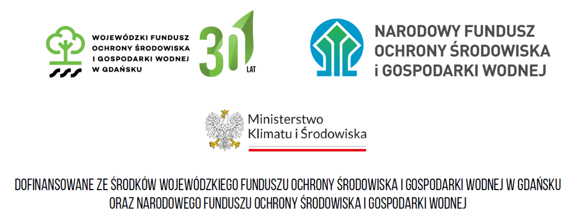 WOJEWÓDZKI FUNDUSZ
OCHRONY ŚRODOWISKA
I GOSPODARKI WODNEJ
W GDAŃSKU
30 LAT
NARODOWY FUNDUSZ
OCHRONY ŚRODOWISKA
i GOSPODARKI WODNEJ
Ministerstwo
Klimatu i Środowiska
DOFINANSOWANE ZE ŚRODKÓW WOJEWÓDZKIEGO FUNDUSZU OCHRONY ŚRODOWISKA I GOSPODARKI WODNEJ W GDAŃSKU
ORAZ NARODOWEGO FUNDUSZU OCHRONY ŚRODOWISKA I GOSPODARKI WODNEJ